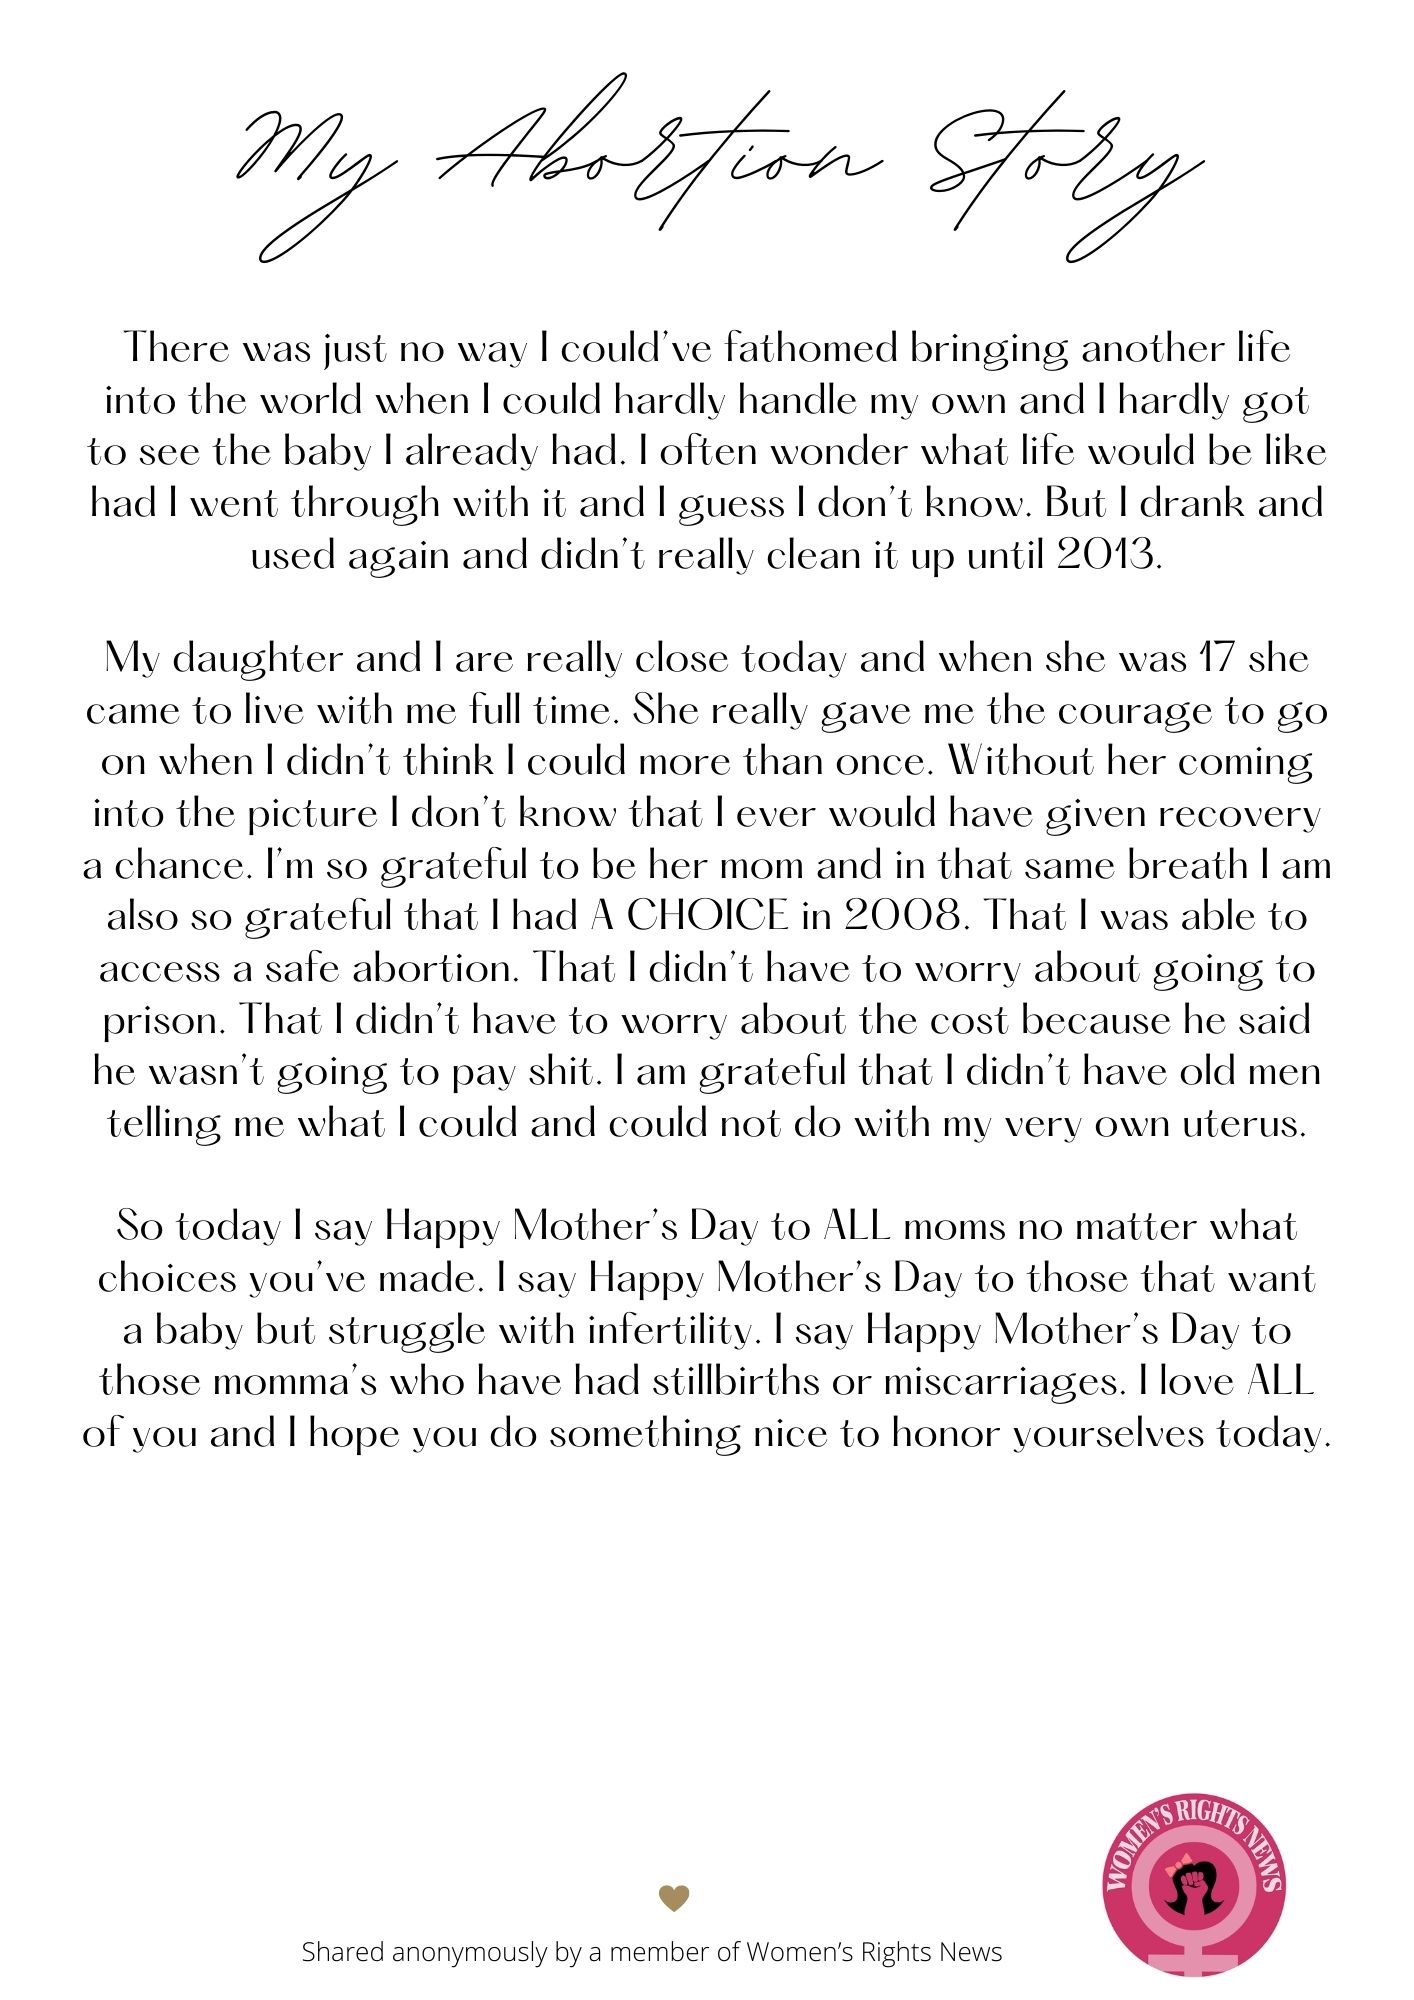 My Abortion Story
There was just no way I could've fathomed bringing another life
into the world when I could hardly handle my own and I hardly got
to see the baby I already had. I often wonder what life would be like
had I went through with it and I guess I don't know. But I drank and
used again and didn't really clean it up until 2013.
My daughter and I are really close today and when she was 17 she
came to live with me full time. She really gave me the courage to go
on when I didn't think I could more than once. Without her coming
into the picture I don't know that I ever would have given recovery
a chance. I'm so grateful to be her mom and in that same breath I am
also so grateful that I had A CHOICE in 2008. That I was able to
access a safe abortion. That I didn't have to worry about going to
prison. That I didn't have to worry about the cost because he said
he wasn't going to pay shit. I am grateful that I didn't have old men
telling me what I could and could not do with my very own uterus.
So today I say Happy Mother's Day to ALL moms no matter what
choices you've made. I say Happy Mother's Day to those that want
a baby but struggle with infertility. I say Happy Mother's Day to
those momma's who have had stillbirths or miscarriages. I love ALL
of you and I hope you do something nice to honor yourselves today.
WOMEN'S RIGHTS NEWS
Shared anonymously by a member of Women's Rights News